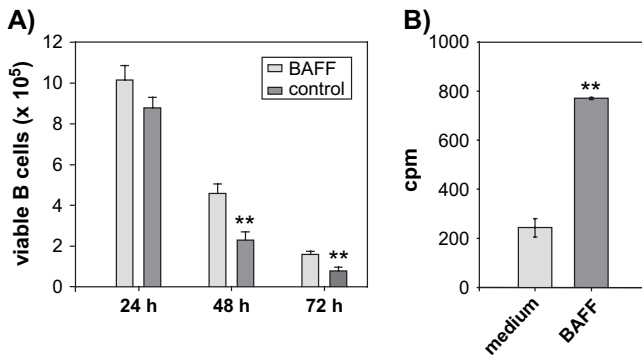 A)
viable B cells (x 10⁵)
12
10
8
6
4
2
0
BAFF
control
**
**
24 h
48 h
72 h
B)
cpm
1000
800
600
400
200
0
**
medium
BAFF